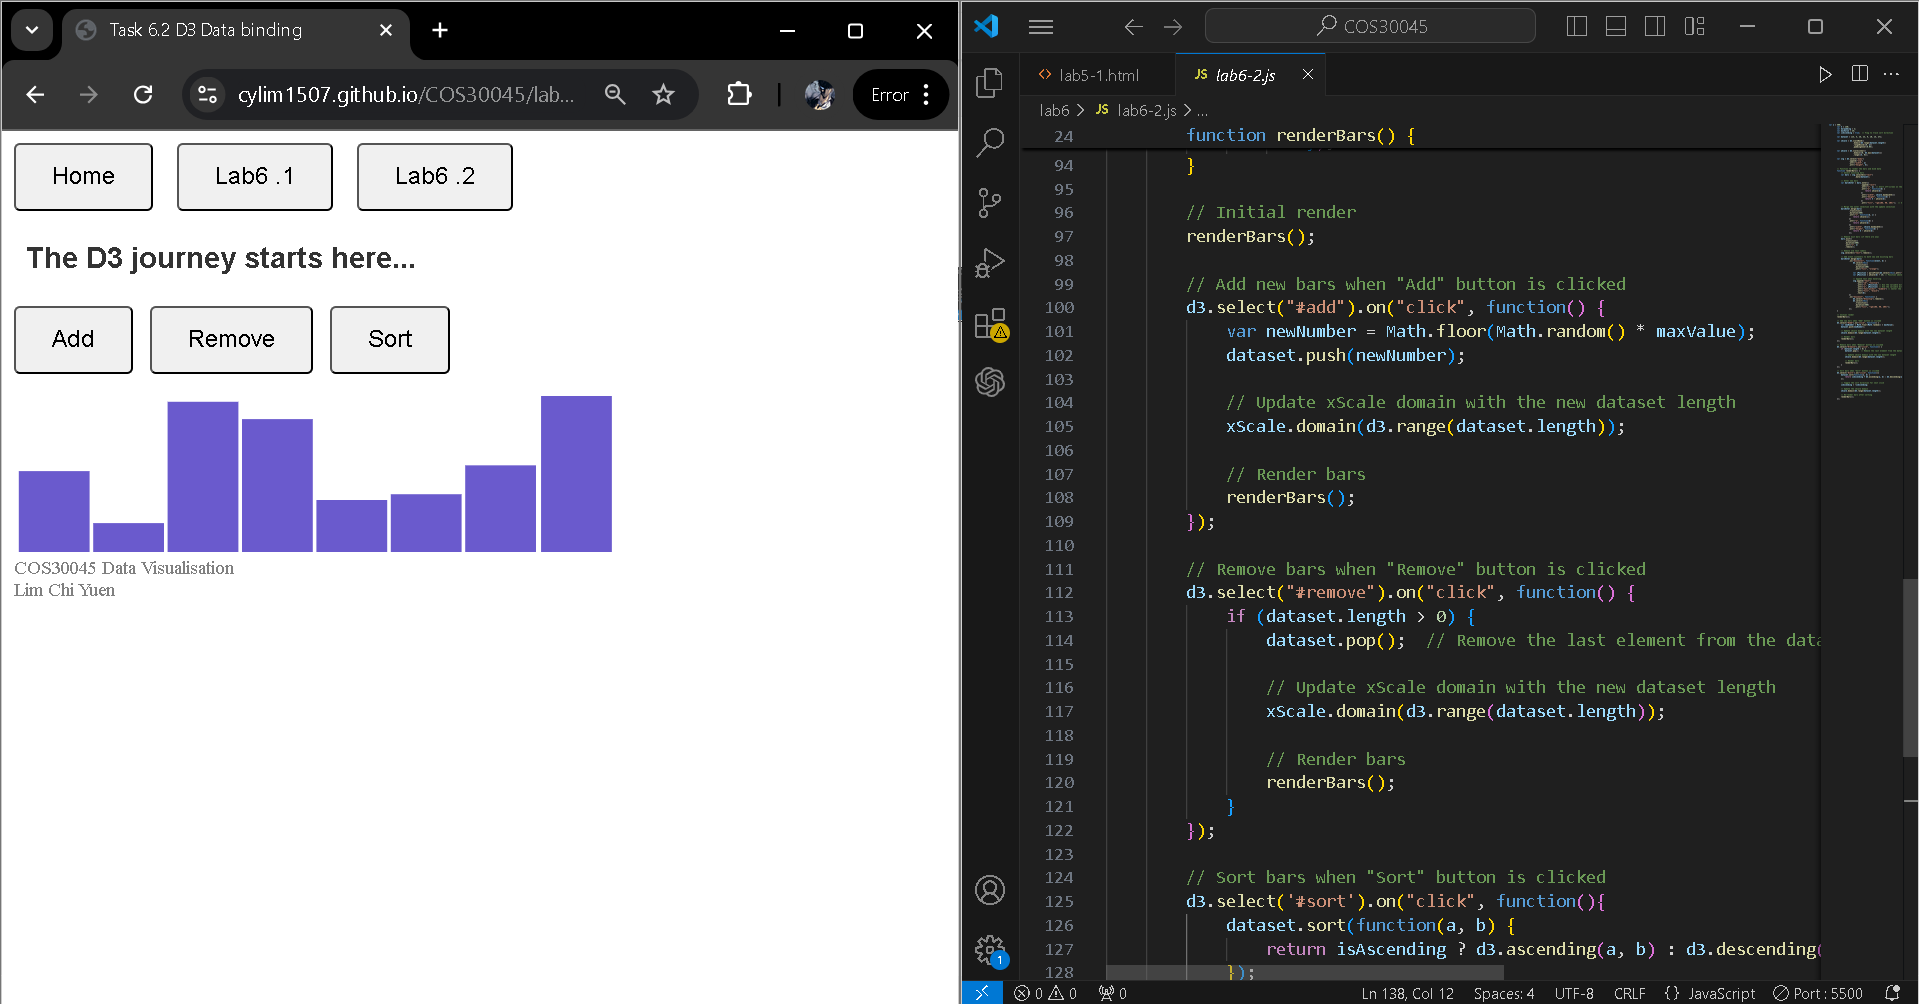 Task 6.2 D3 Data binding
cylim1507.github.io/COS30045/lab...
Error
Home
Lab6 .1
Lab6 .2
The D3 journey starts here...
Add
Remove
Sort
COS30045 Data Visualisation
Lim Chi Yuen
COS30045
lab5-1.html
JS lab6-2.js
lab6 > JS lab6-2.js > ...
24 function renderBars() {
94 }
95
96 // Initial render
97 renderBars();
98
99 // Add new bars when "Add" button is clicked
100 d3.select("#add").on("click", function() {
101 var newNumber = Math.floor(Math.random() * maxValue);
102 dataset.push(newNumber);
103
104 // Update xScale domain with the new dataset length
105 xScale.domain(d3.range(dataset.length));
106
107 // Render bars
108 renderBars();
109 });
110
111 // Remove bars when "Remove" button is clicked
112 d3.select("#remove").on("click", function() {
113 if (dataset.length > 0) {
114 dataset.pop(); // Remove the last element from the data
115
116 // Update xScale domain with the new dataset length
117 xScale.domain(d3.range(dataset.length));
118
119 // Render bars
120 renderBars();
121 }
122 });
123
124 // Sort bars when "Sort" button is clicked
125 d3.select('#sort').on("click", function(){
126 dataset.sort(function(a, b) {
127 return isAscending ? d3.ascending(a, b) : d3.descending(
128 });
1
0 0 0 Ln 138, Col 12 Spaces: 4 UTF-8 CRLF {} JavaScript Port : 5500